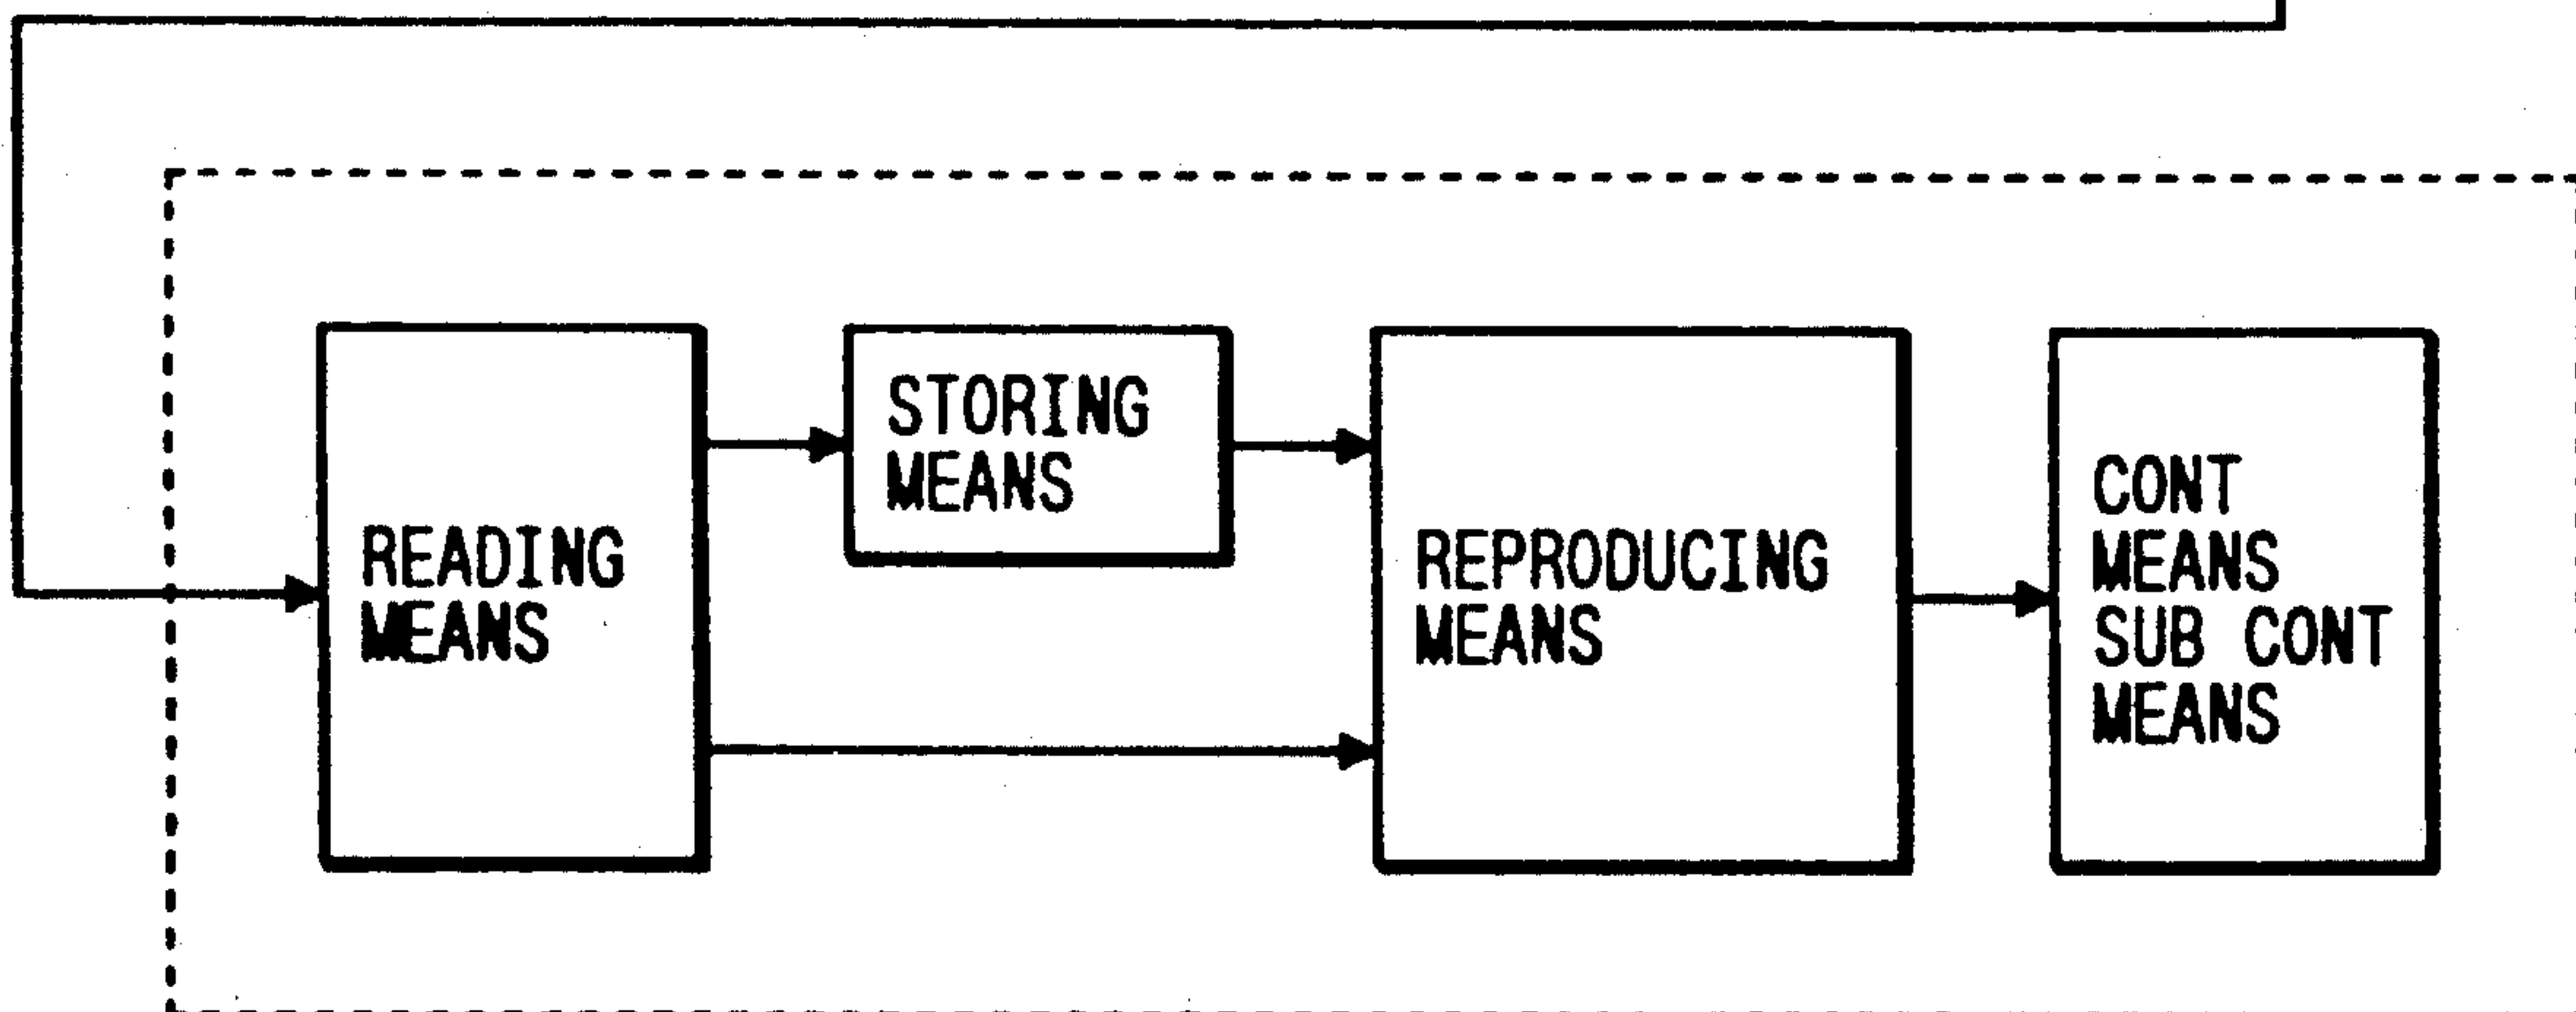 READING
MEANS
STORING
MEANS
REPRODUCING
MEANS
CONT
MEANS
SUB CONT
MEANS